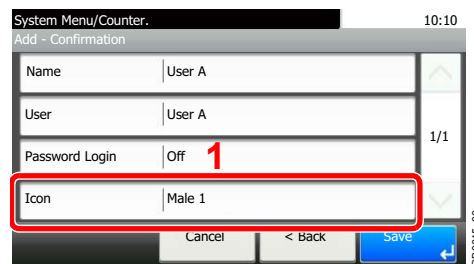 System Menu/Counter. 10:10
Add - Confirmation
Name User A
User User A
1/1
Password Login Off 1
Icon Male 1
Cancel < Back Save